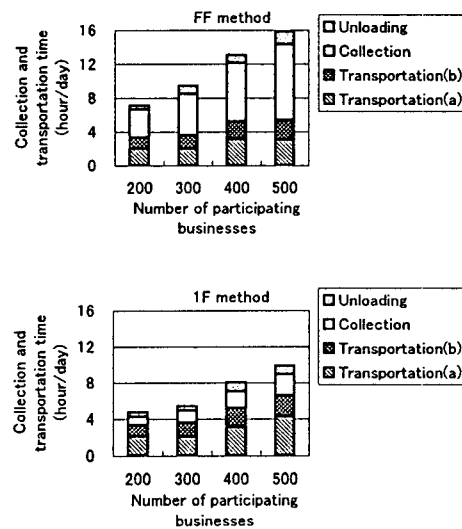 FF method
Collection and
transportation time
(hour/day)
16
12
8
4
0
200 300 400 500
Number of participating
businesses
Unloading
Collection
Transportation(b)
Transportation(a)
1F method
Collection and
transportation time
(hour/day)
16
12
8
4
0
200 300 400 500
Number of participating
businesses
Unloading
Collection
Transportation(b)
Transportation(a)